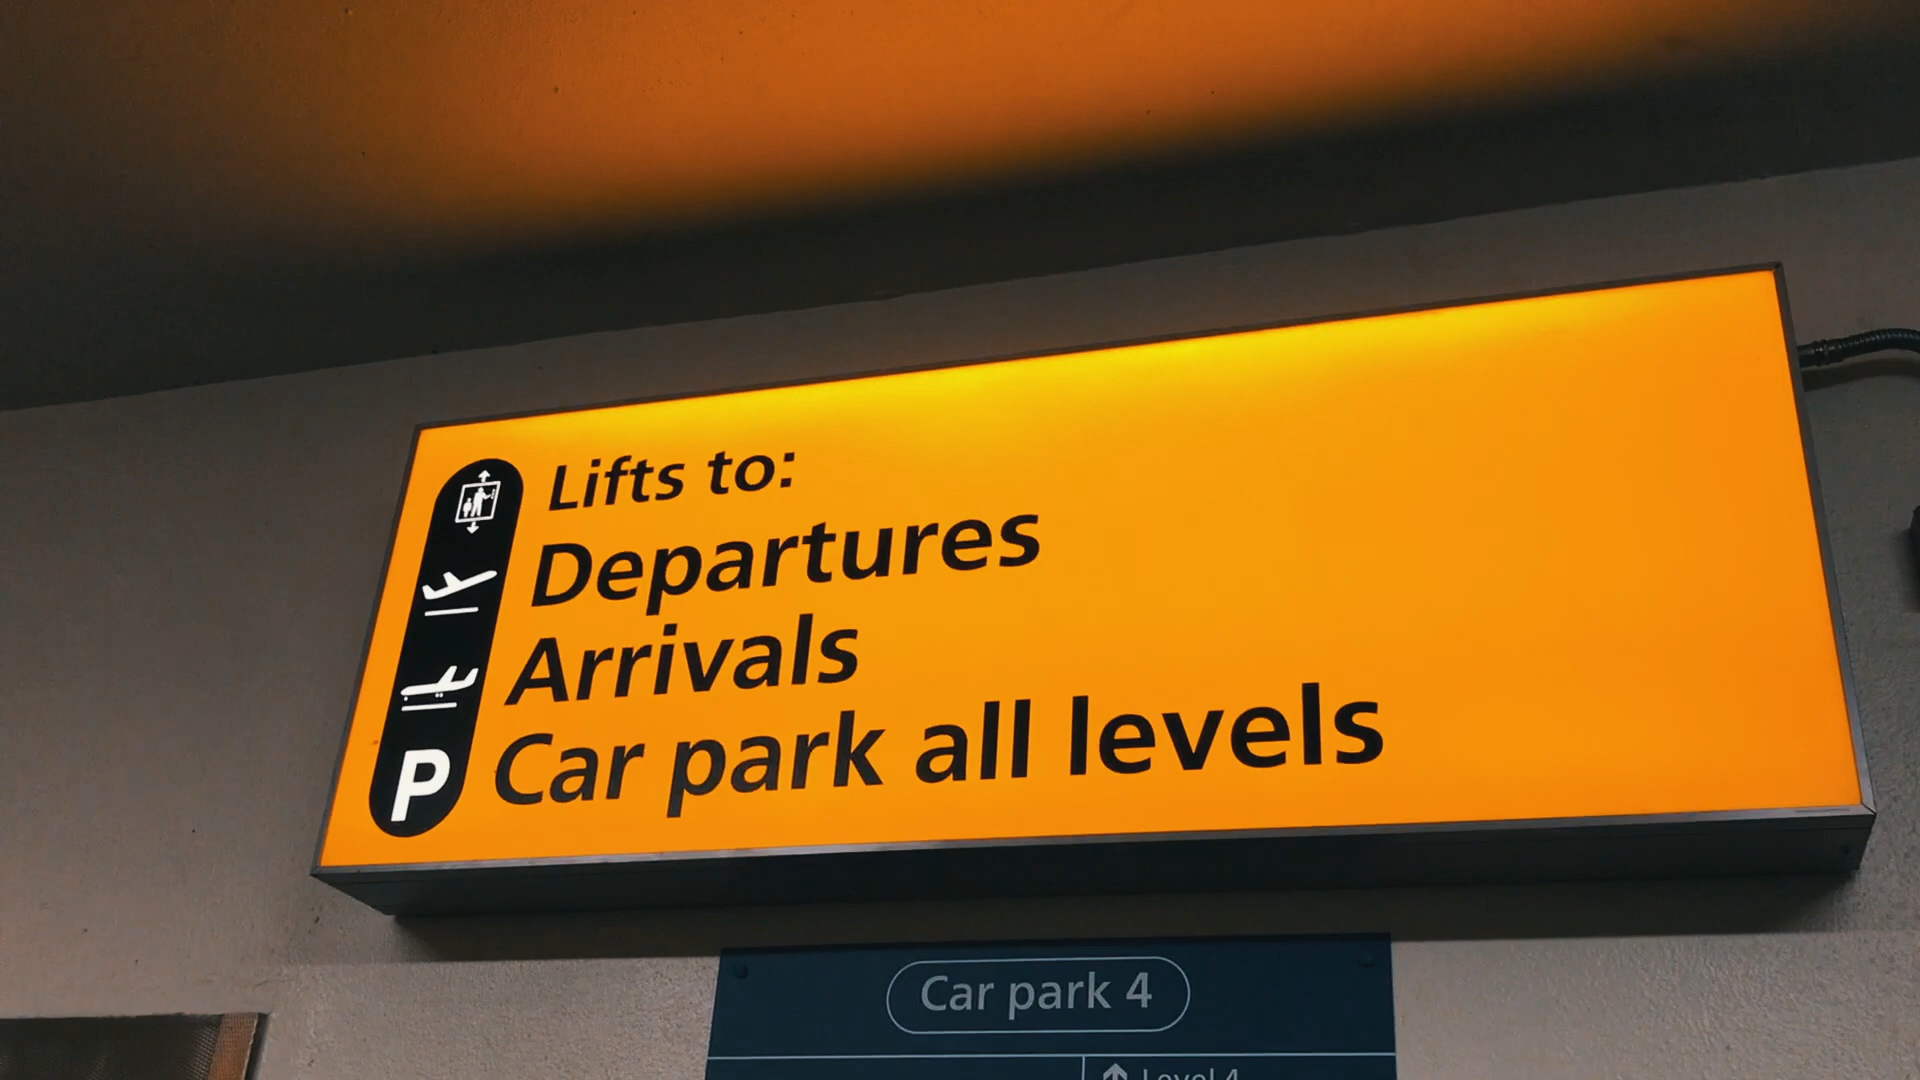 Lifts to:
Departures
Arrivals
P Car park all levels
Car park 4
Level 4